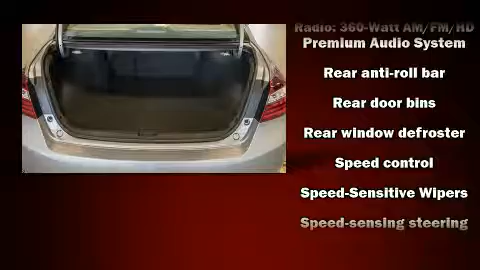 Radio: 360-Watt AM/FM/HD
Premium Audio System
Rear anti-roll bar
Rear door bins
Rear window defroster
Speed control
Speed-Sensitive Wipers
Speed-sensing steering